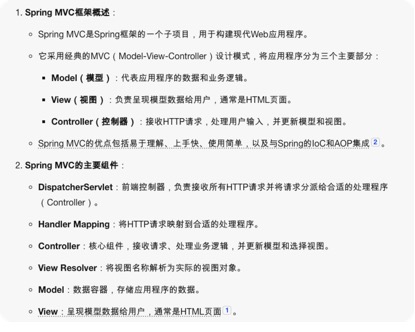 1. Spring MVC框架概述：
Spring MVC是Spring框架的一个子项目，用于构建现代Web应用程序。
它采用经典的MVC（Model-View-Controller）设计模式，将应用程序分为三个主要部分：
Model（模型）：代表应用程序的数据和业务逻辑。
View（视图）：负责呈现模型数据给用户，通常是HTML页面。
Controller（控制器）：接收HTTP请求，处理用户输入，并更新模型和视图。
Spring MVC的优点包括易于理解、上手快、使用简单，以及与Spring的IoC和AOP集成 2 。
2. Spring MVC的主要组件：
DispatcherServlet：前端控制器，负责接收所有HTTP请求并将请求分派给合适的处理程序
（Controller）。
Handler Mapping：将HTTP请求映射到合适的处理程序。
Controller：核心组件，接收请求、处理业务逻辑，并更新模型和选择视图。
View Resolver：将视图名称解析为实际的视图对象。
Model：数据容器，存储应用程序的数据。
View：呈现模型数据给用户，通常是HTML页面 1 。